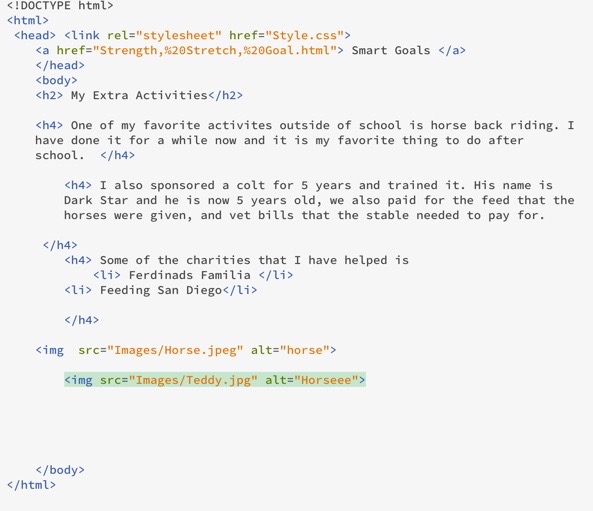 <!DOCTYPE html>
<html>
<head> <link rel="stylesheet" href="Style.css">
<a href="Strength,%20Stretch,%20Goal.html"> Smart Goals </a>
</head>
<body>
<h2> My Extra Activities</h2>
<h4> One of my favorite activites outside of school is horse back riding. I
have done it for a while now and it is my favorite thing to do after
school.  </h4>
<h4> I also sponsored a colt for 5 years and trained it. His name is
Dark Star and he is now 5 years old, we also paid for the feed that the
horses were given, and vet bills that the stable needed to pay for.
</h4>
<h4> Some of the charities that I have helped is
<li> Ferdinads Familia </li>
<li> Feeding San Diego</li>
</h4>
<img  src="Images/Horse.jpeg" alt="horse">
<img src="Images/Teddy.jpg" alt="Horseee">
</body>
</html>